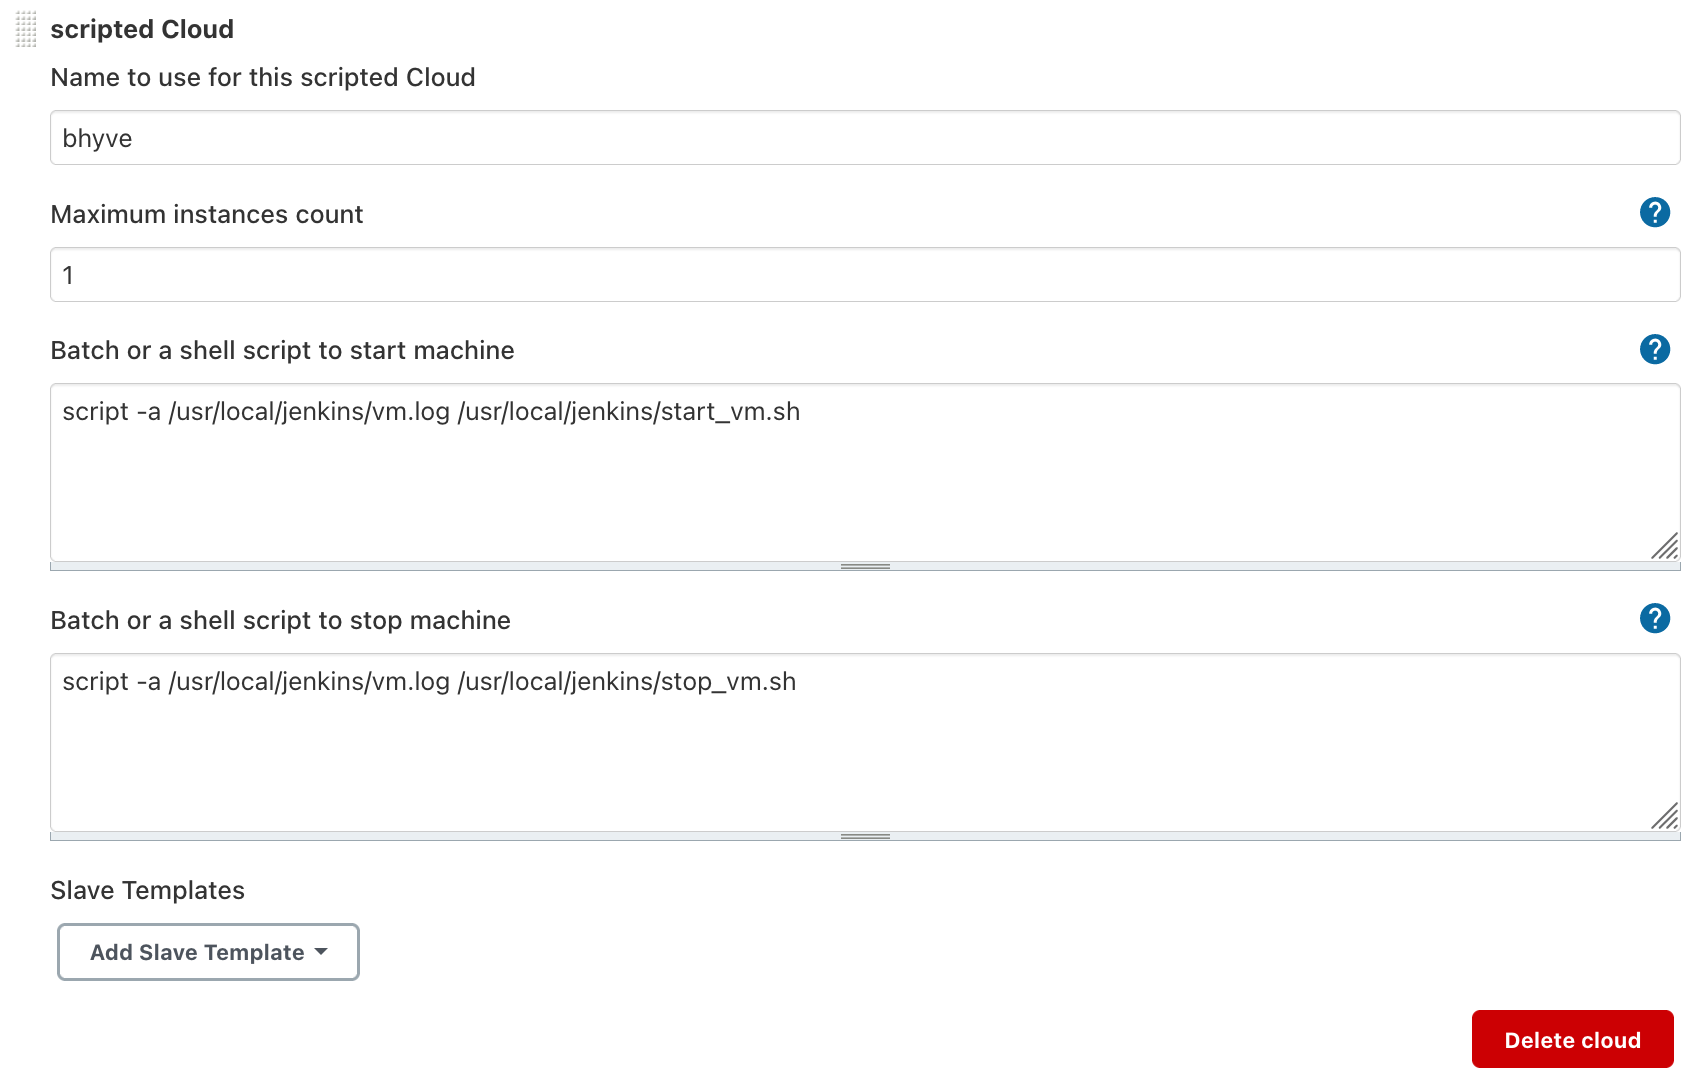 scripted Cloud
Name to use for this scripted Cloud
bhyve
Maximum instances count
?
1
Batch or a shell script to start machine
?
script -a /usr/local/jenkins/vm.log /usr/local/jenkins/start_vm.sh
Batch or a shell script to stop machine
?
script -a /usr/local/jenkins/vm.log /usr/local/jenkins/stop_vm.sh
Slave Templates
Add Slave Template
Delete cloud